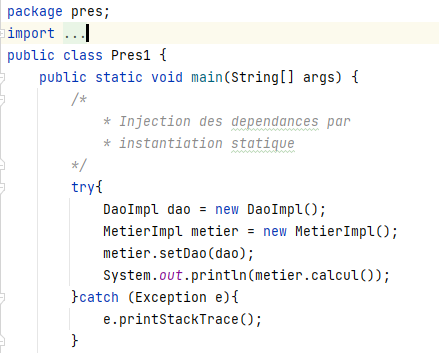 package pres;
import ...
public class Pres1 {
    public static void main(String[] args) {
        /*
            * Injection des dependances par
            * instantiation statique
        */
        try{
            DaoImpl dao = new DaoImpl();
            MetierImpl metier = new MetierImpl();
            metier.setDao(dao);
            System.out.println(metier.calcul());
        }catch (Exception e){
            e.printStackTrace();
        }